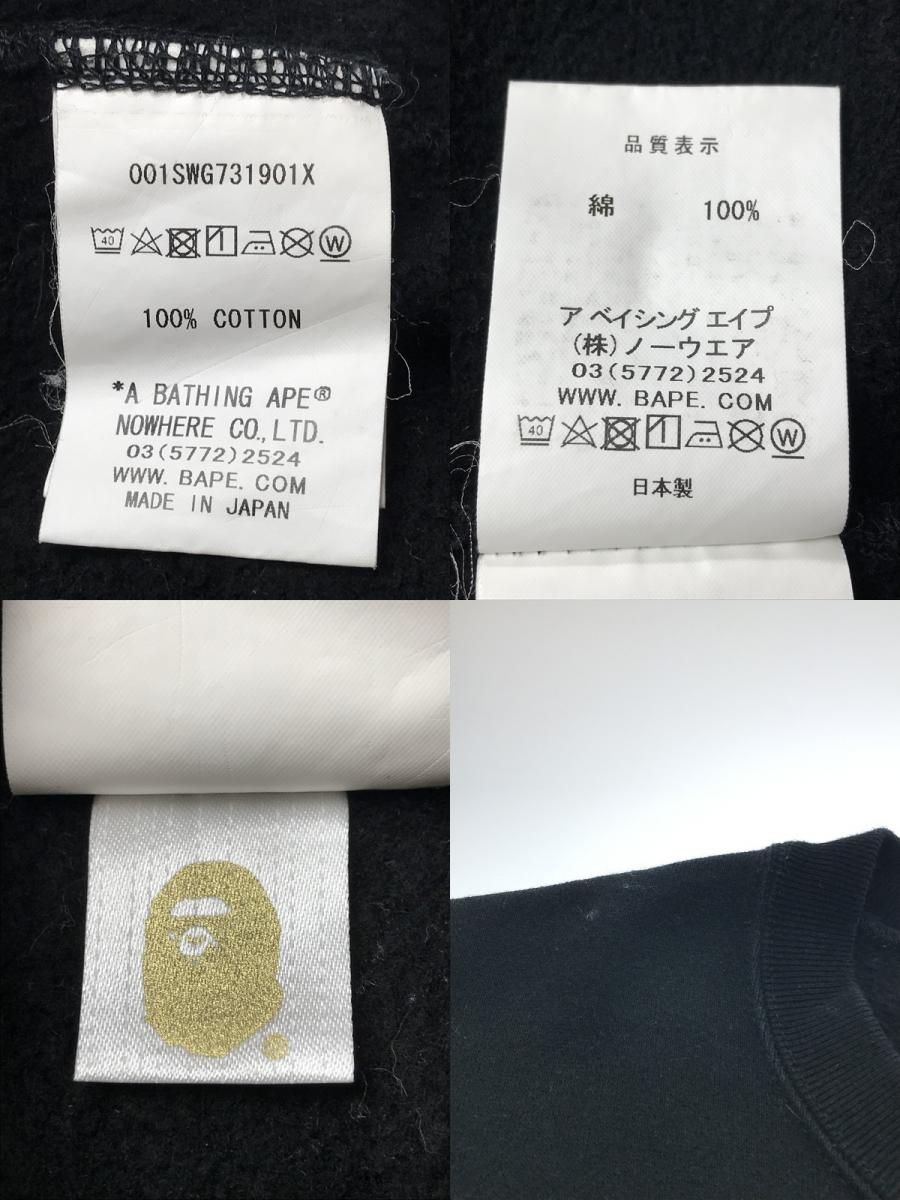 001SWG731901X
40 W
100% COTTON
*A BATHING APE®
NOWHERE CO., LTD.
03(5772)2524
WWW. BAPE. COM
MADE IN JAPAN
品質表示
綿 100%
ア ベイシング エイプ
(株)ノーウエア
03(5772)2524
WWW. BAPE. COM
40 W
日本製